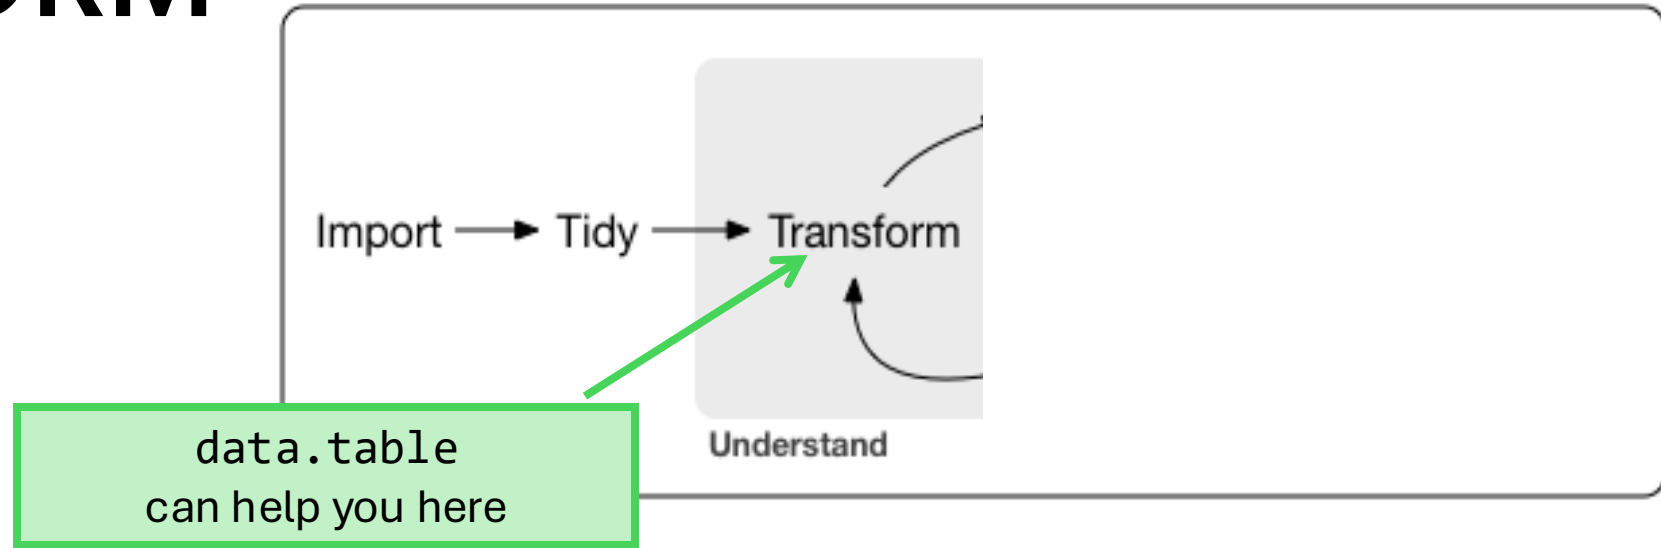 Import
Tidy
Transform
Understand
data.table
can help you here